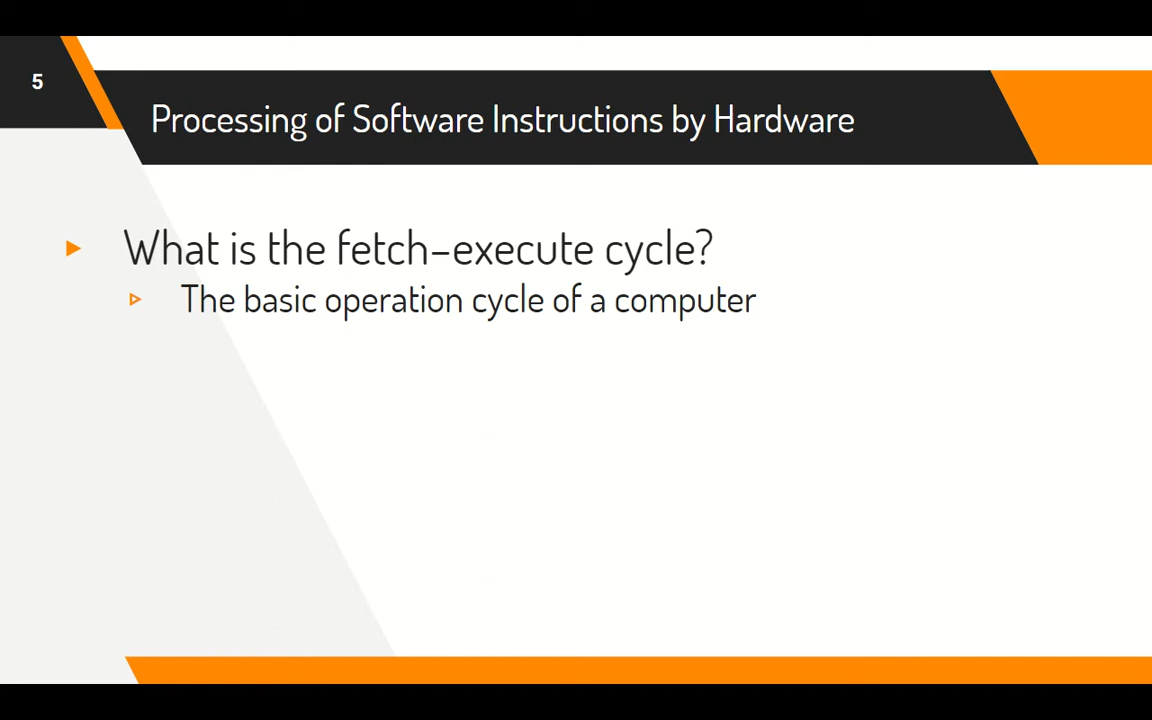 5
Processing of Software Instructions by Hardware
What is the fetch–execute cycle?
The basic operation cycle of a computer